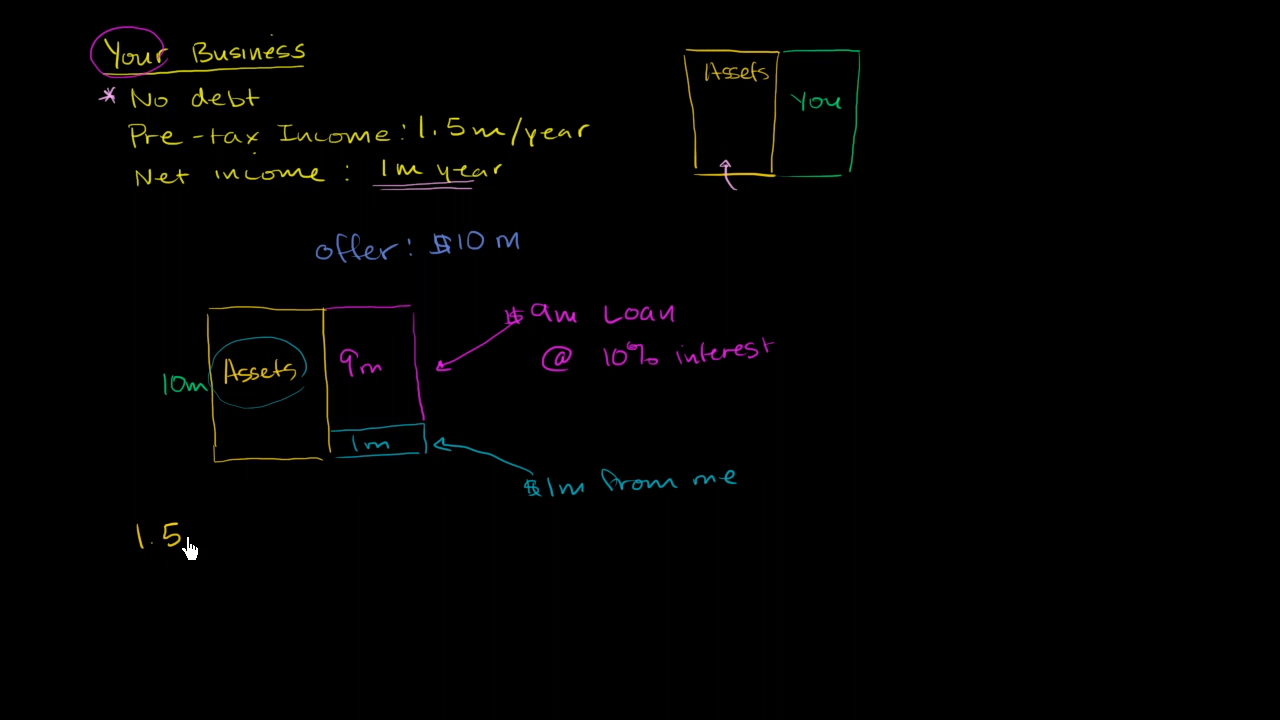 Your Business
* No debt
Pre-tax Income: 1.5m/year
Net income: 1m year
Assets
You
offer: $10m
10m
Assets
9m
1m
$9m Loan
@ 10% interest
$1m from me
1.5